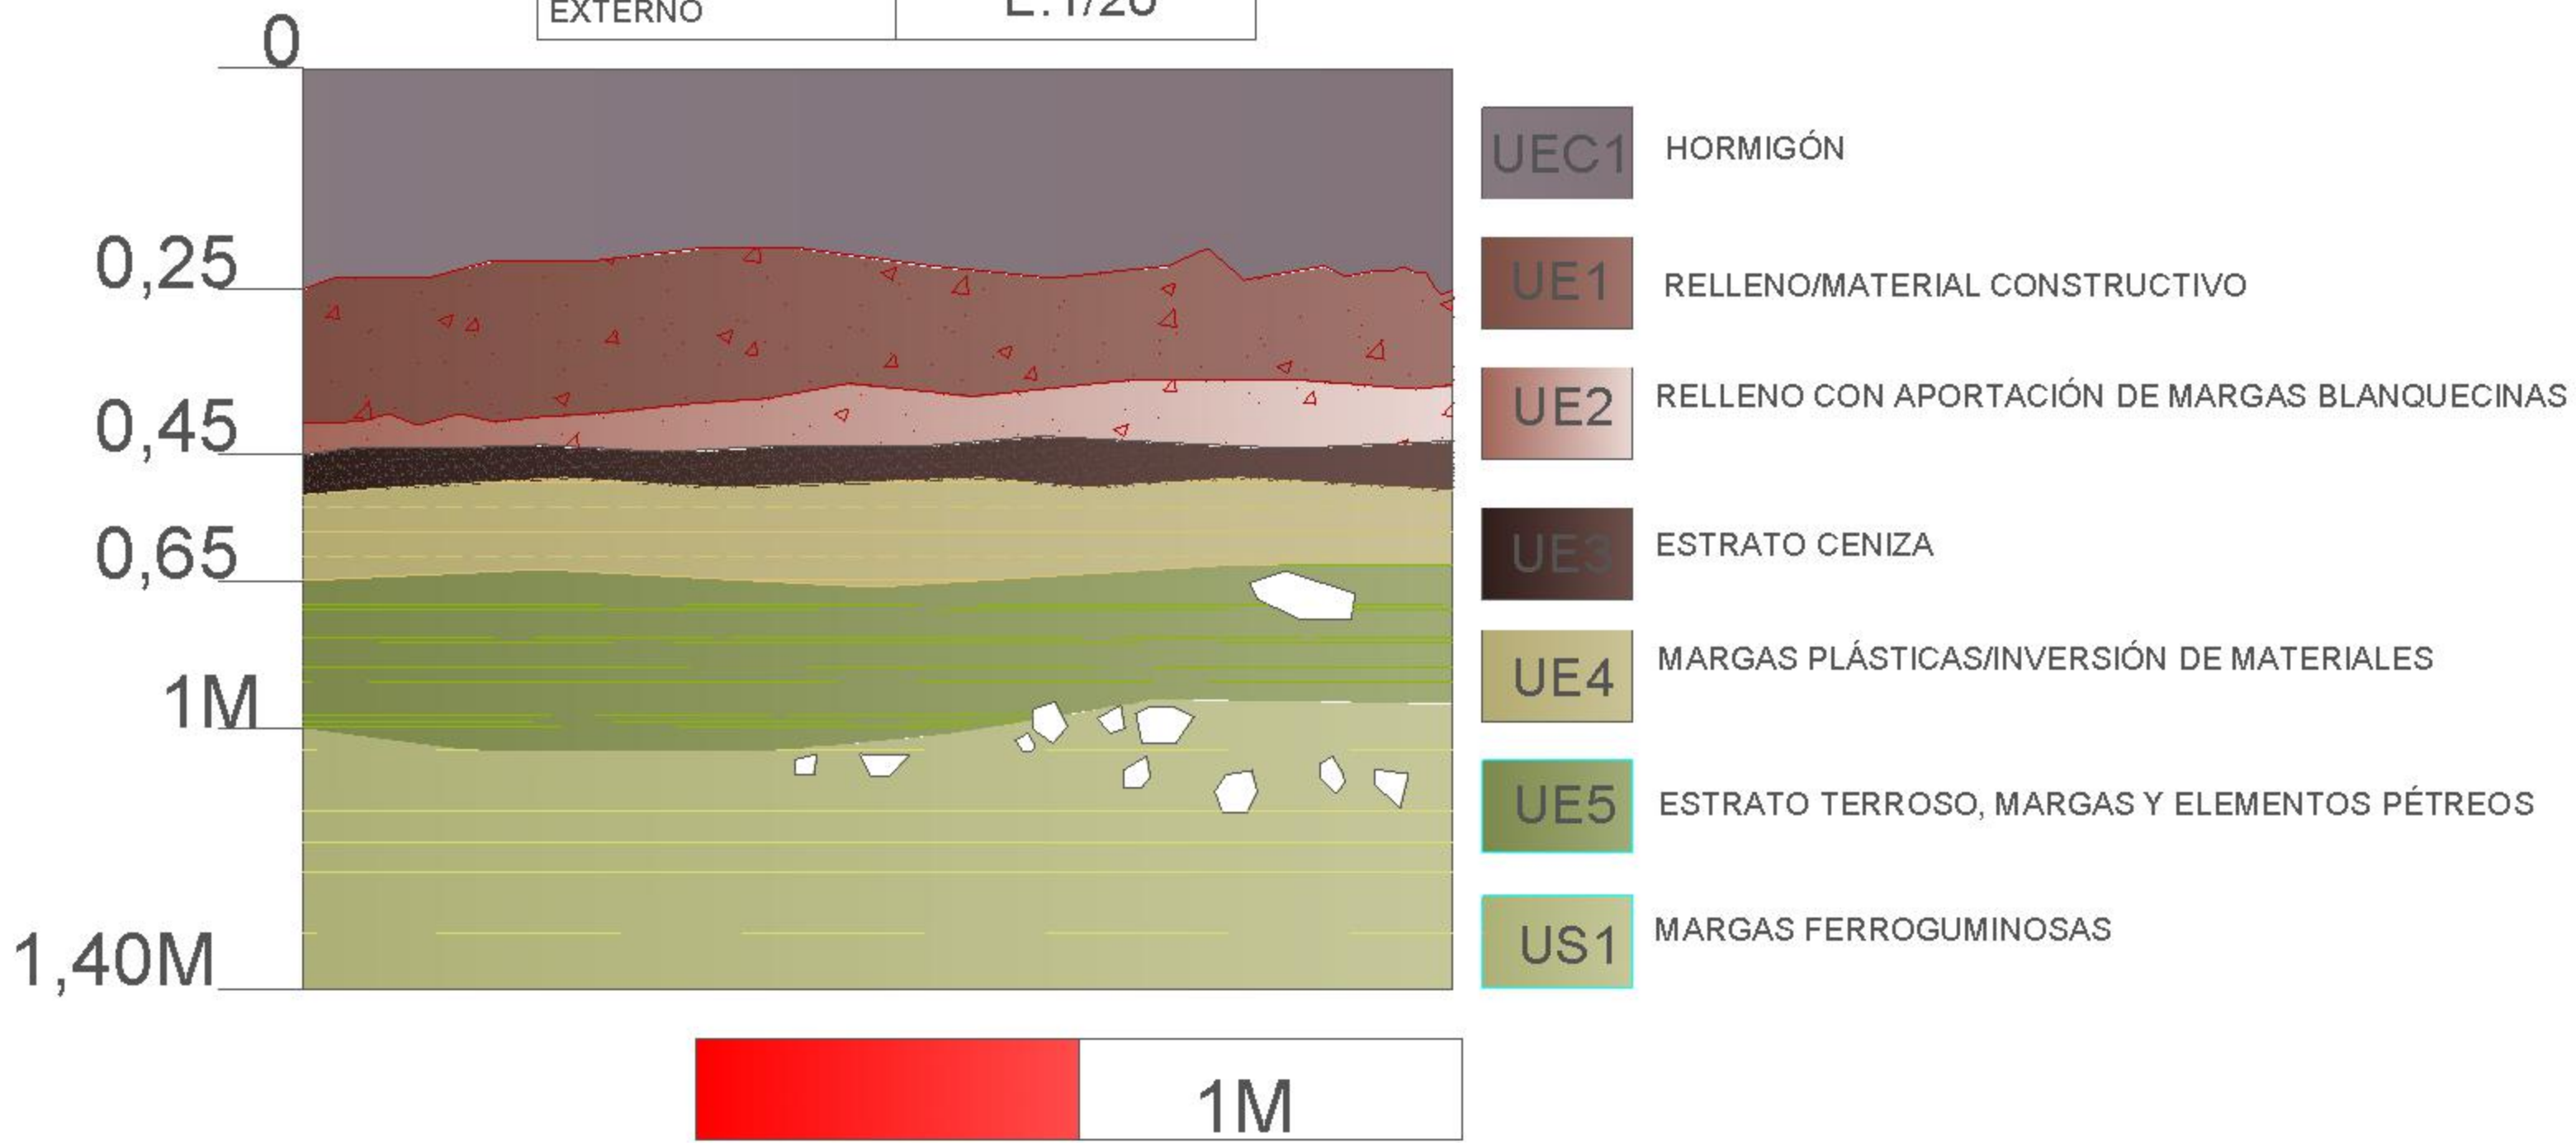 EXTERNO
E:1/20
0
0,25
0,45
0,65
1M
1,40M
UEC1 HORMIGÓN
UE1 RELLENO/MATERIAL CONSTRUCTIVO
UE2 RELLENO CON APORTACIÓN DE MARGAS BLANQUECINAS
UE3 ESTRATO CENIZA
UE4 MARGAS PLÁSTICAS/INVERSIÓN DE MATERIALES
UE5 ESTRATO TERROSO, MARGAS Y ELEMENTOS PÉTREOS
US1 MARGAS FERROGUMINOSAS
1M